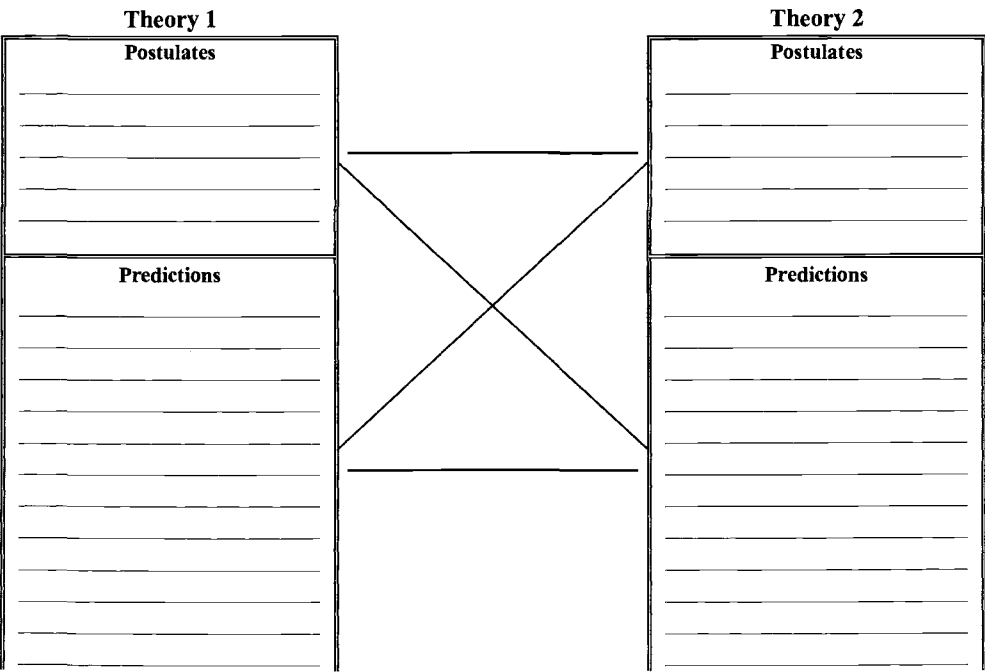 Theory 1
Theory 2
Postulates
Postulates
Predictions
Predictions